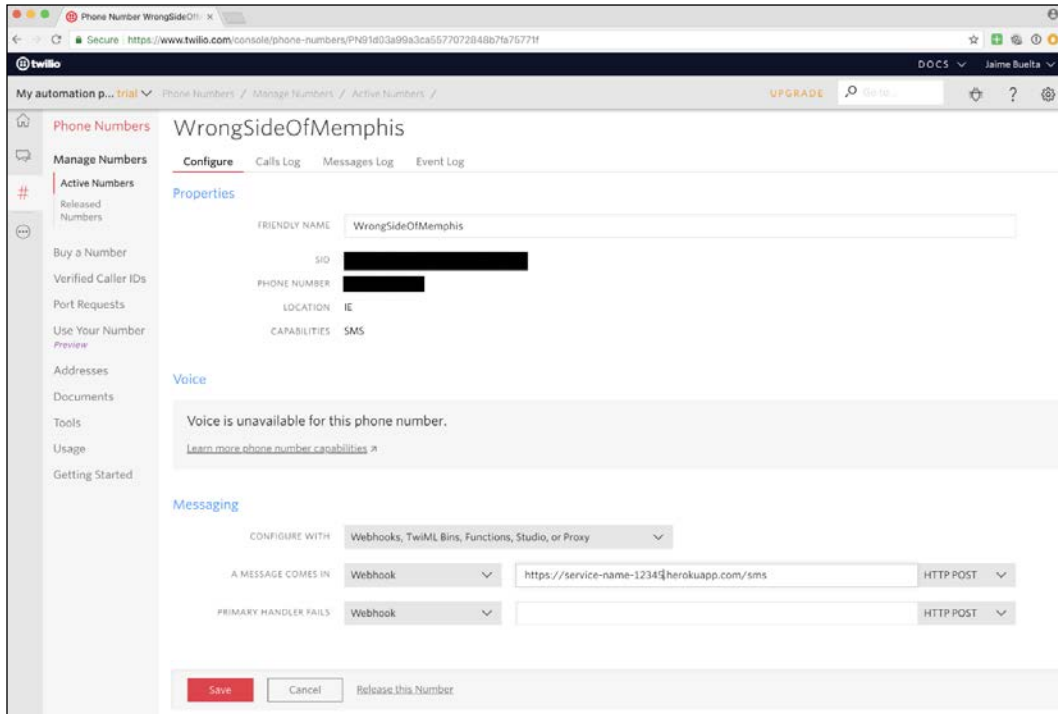 Phone Number WrongSideOfM
Secure https://www.twilio.com/console/phone-numbers/PN91d03a99a3ca5577072848b7fa75771f
twilio DOCS Jaime Buelta
My automation p... trial Phone Numbers / Manage Numbers / Active Numbers / UPGRADE Go to...
Phone Numbers
WrongSideOfMemphis
Manage Numbers
Active Numbers
Released
Numbers
Buy a Number
Verified Caller IDs
Port Requests
Use Your Number
Preview
Addresses
Documents
Tools
Usage
Getting Started
Configure Calls Log Messages Log Event Log
Properties
FRIENDLY NAME WrongSideOfMemphis
SID
PHONE NUMBER
LOCATION IE
CAPABILITIES SMS
Voice
Voice is unavailable for this phone number.
Learn more phone number capabilities
Messaging
CONFIGURE WITH Webhooks, TwiML Bins, Functions, Studio, or Proxy
A MESSAGE COMES IN Webhook https://service-name-12345.herokuapp.com/sms HTTP POST
PRIMARY HANDLER FAILS Webhook HTTP POST
Save Cancel Release this Number